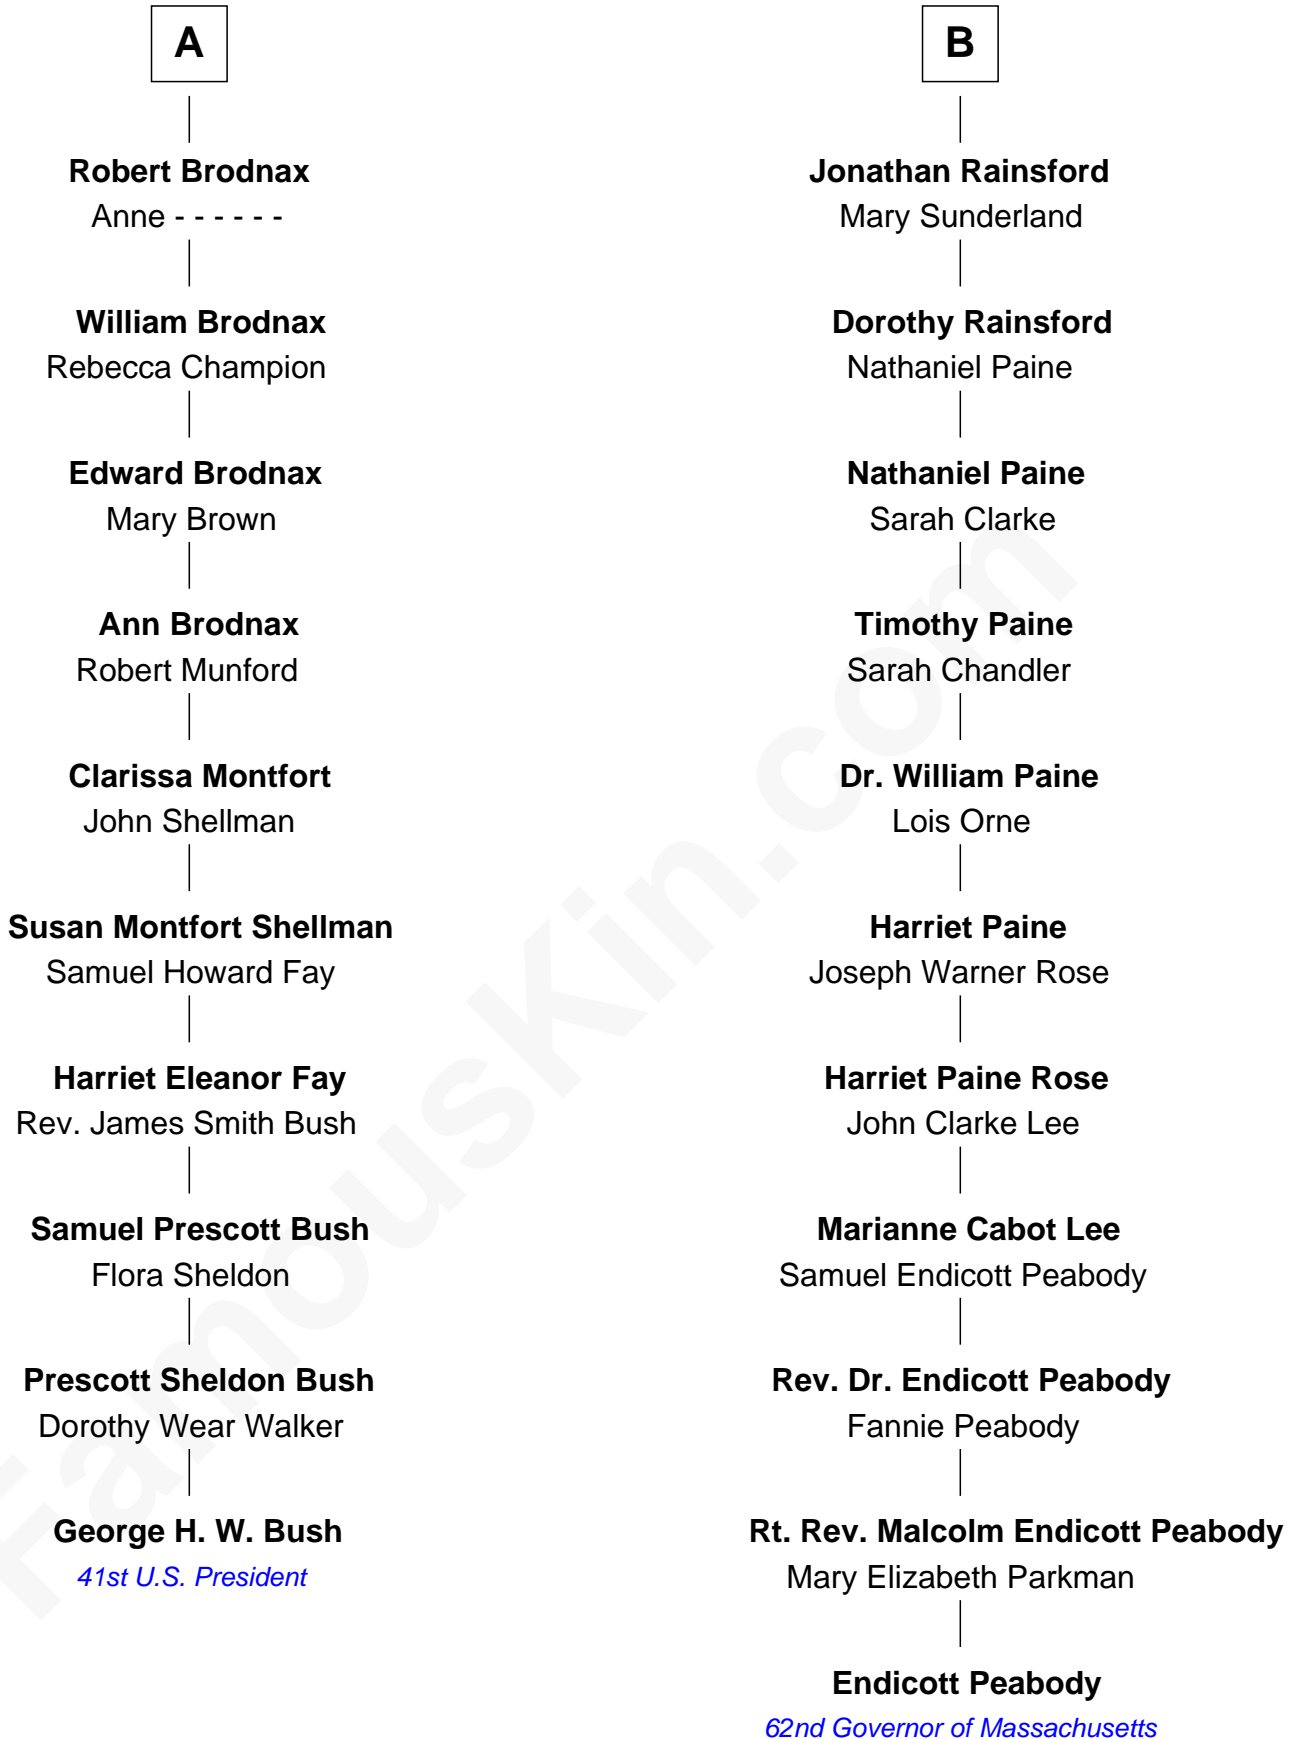 A
Robert Brodnax
Anne - - - - - -
William Brodnax
Rebecca Champion
Edward Brodnax
Mary Brown
Ann Brodnax
Robert Munford
Clarissa Montfort
John Shellman
Susan Montfort Shellman
Samuel Howard Fay
Harriet Eleanor Fay
Rev. James Smith Bush
Samuel Prescott Bush
Flora Sheldon
Prescott Sheldon Bush
Dorothy Wear Walker
George H. W. Bush
41st U.S. President
B
Jonathan Rainsford
Mary Sunderland
Dorothy Rainsford
Nathaniel Paine
Nathaniel Paine
Sarah Clarke
Timothy Paine
Sarah Chandler
Dr. William Paine
Lois Orne
Harriet Paine
Joseph Warner Rose
Harriet Paine Rose
John Clarke Lee
Marianne Cabot Lee
Samuel Endicott Peabody
Rev. Dr. Endicott Peabody
Fannie Peabody
Rt. Rev. Malcolm Endicott Peabody
Mary Elizabeth Parkman
Endicott Peabody
62nd Governor of Massachusetts
FamousKin.com